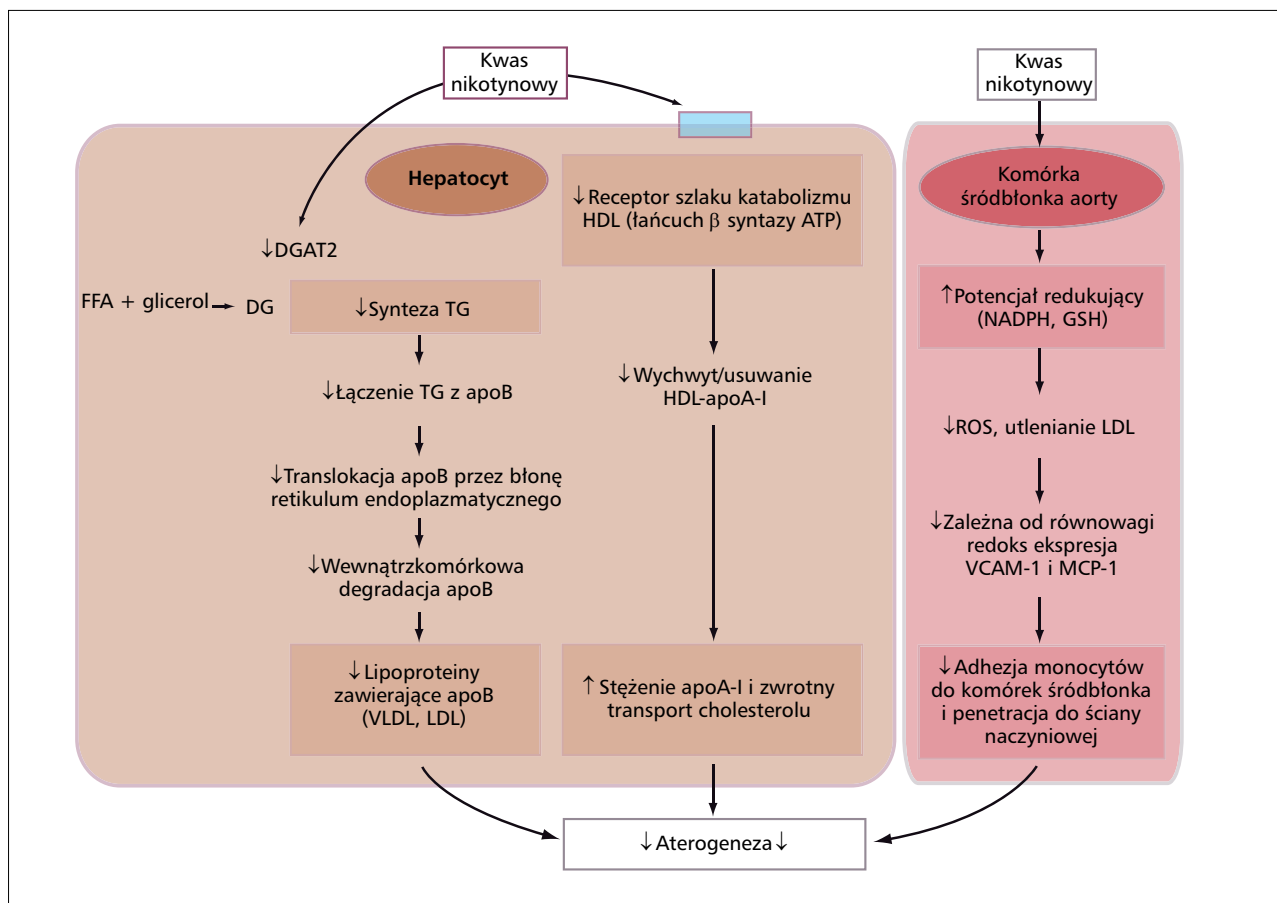 Kwas
nikotynowy
Hepatocyt
↓DGAT2
FFA + glicerol
DG
↓Synteza TG
↓Łączenie TG z apoB
↓Translokacja apoB przez błonę
retikulum endoplazmatycznego
↓Wewnątrzkomórkowa
degradacja apoB
↓Lipoproteiny
zawierające apoB
(VLDL, LDL)
↓Receptor szlaku katabolizmu
HDL (łańcuch β syntazy ATP)
↓Wychwyt/usuwanie
HDL-apoA-I
↑Stężenie apoA-I i zwrotny
transport cholesterolu
Kwas
nikotynowy
Komórka
śródbłonka aorty
↑Potencjał redukujący
(NADPH, GSH)
↓ROS, utlenianie LDL
↓Zależna od równowagi
redoks ekspresja
VCAM-1 i MCP-1
↓Adhezja monocytów
do komórek śródbłonka
i penetracja do ściany
naczyniowej
↓Aterogeneza↓